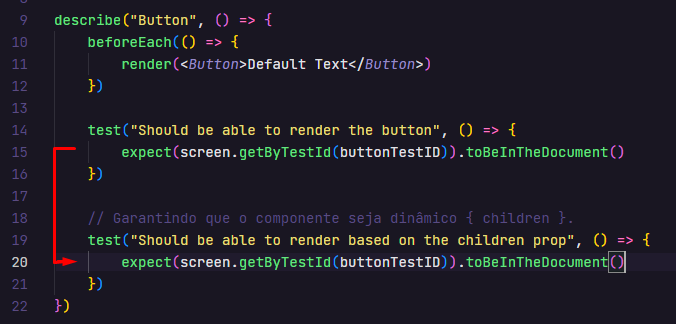 8
9 describe("Button", () => {
10 beforeEach(() => {
11 render(<Button>Default Text</Button>)
12 })
13
14 test("Should be able to render the button", () => {
15 expect(screen.getByTestId(buttonTestID)).toBeInTheDocument()
16 })
17
18 // Garantindo que o componente seja dinâmico { children }.
19 test("Should be able to render based on the children prop", () => {
20 expect(screen.getByTestId(buttonTestID)).toBeInTheDocument()
21 })
22 })